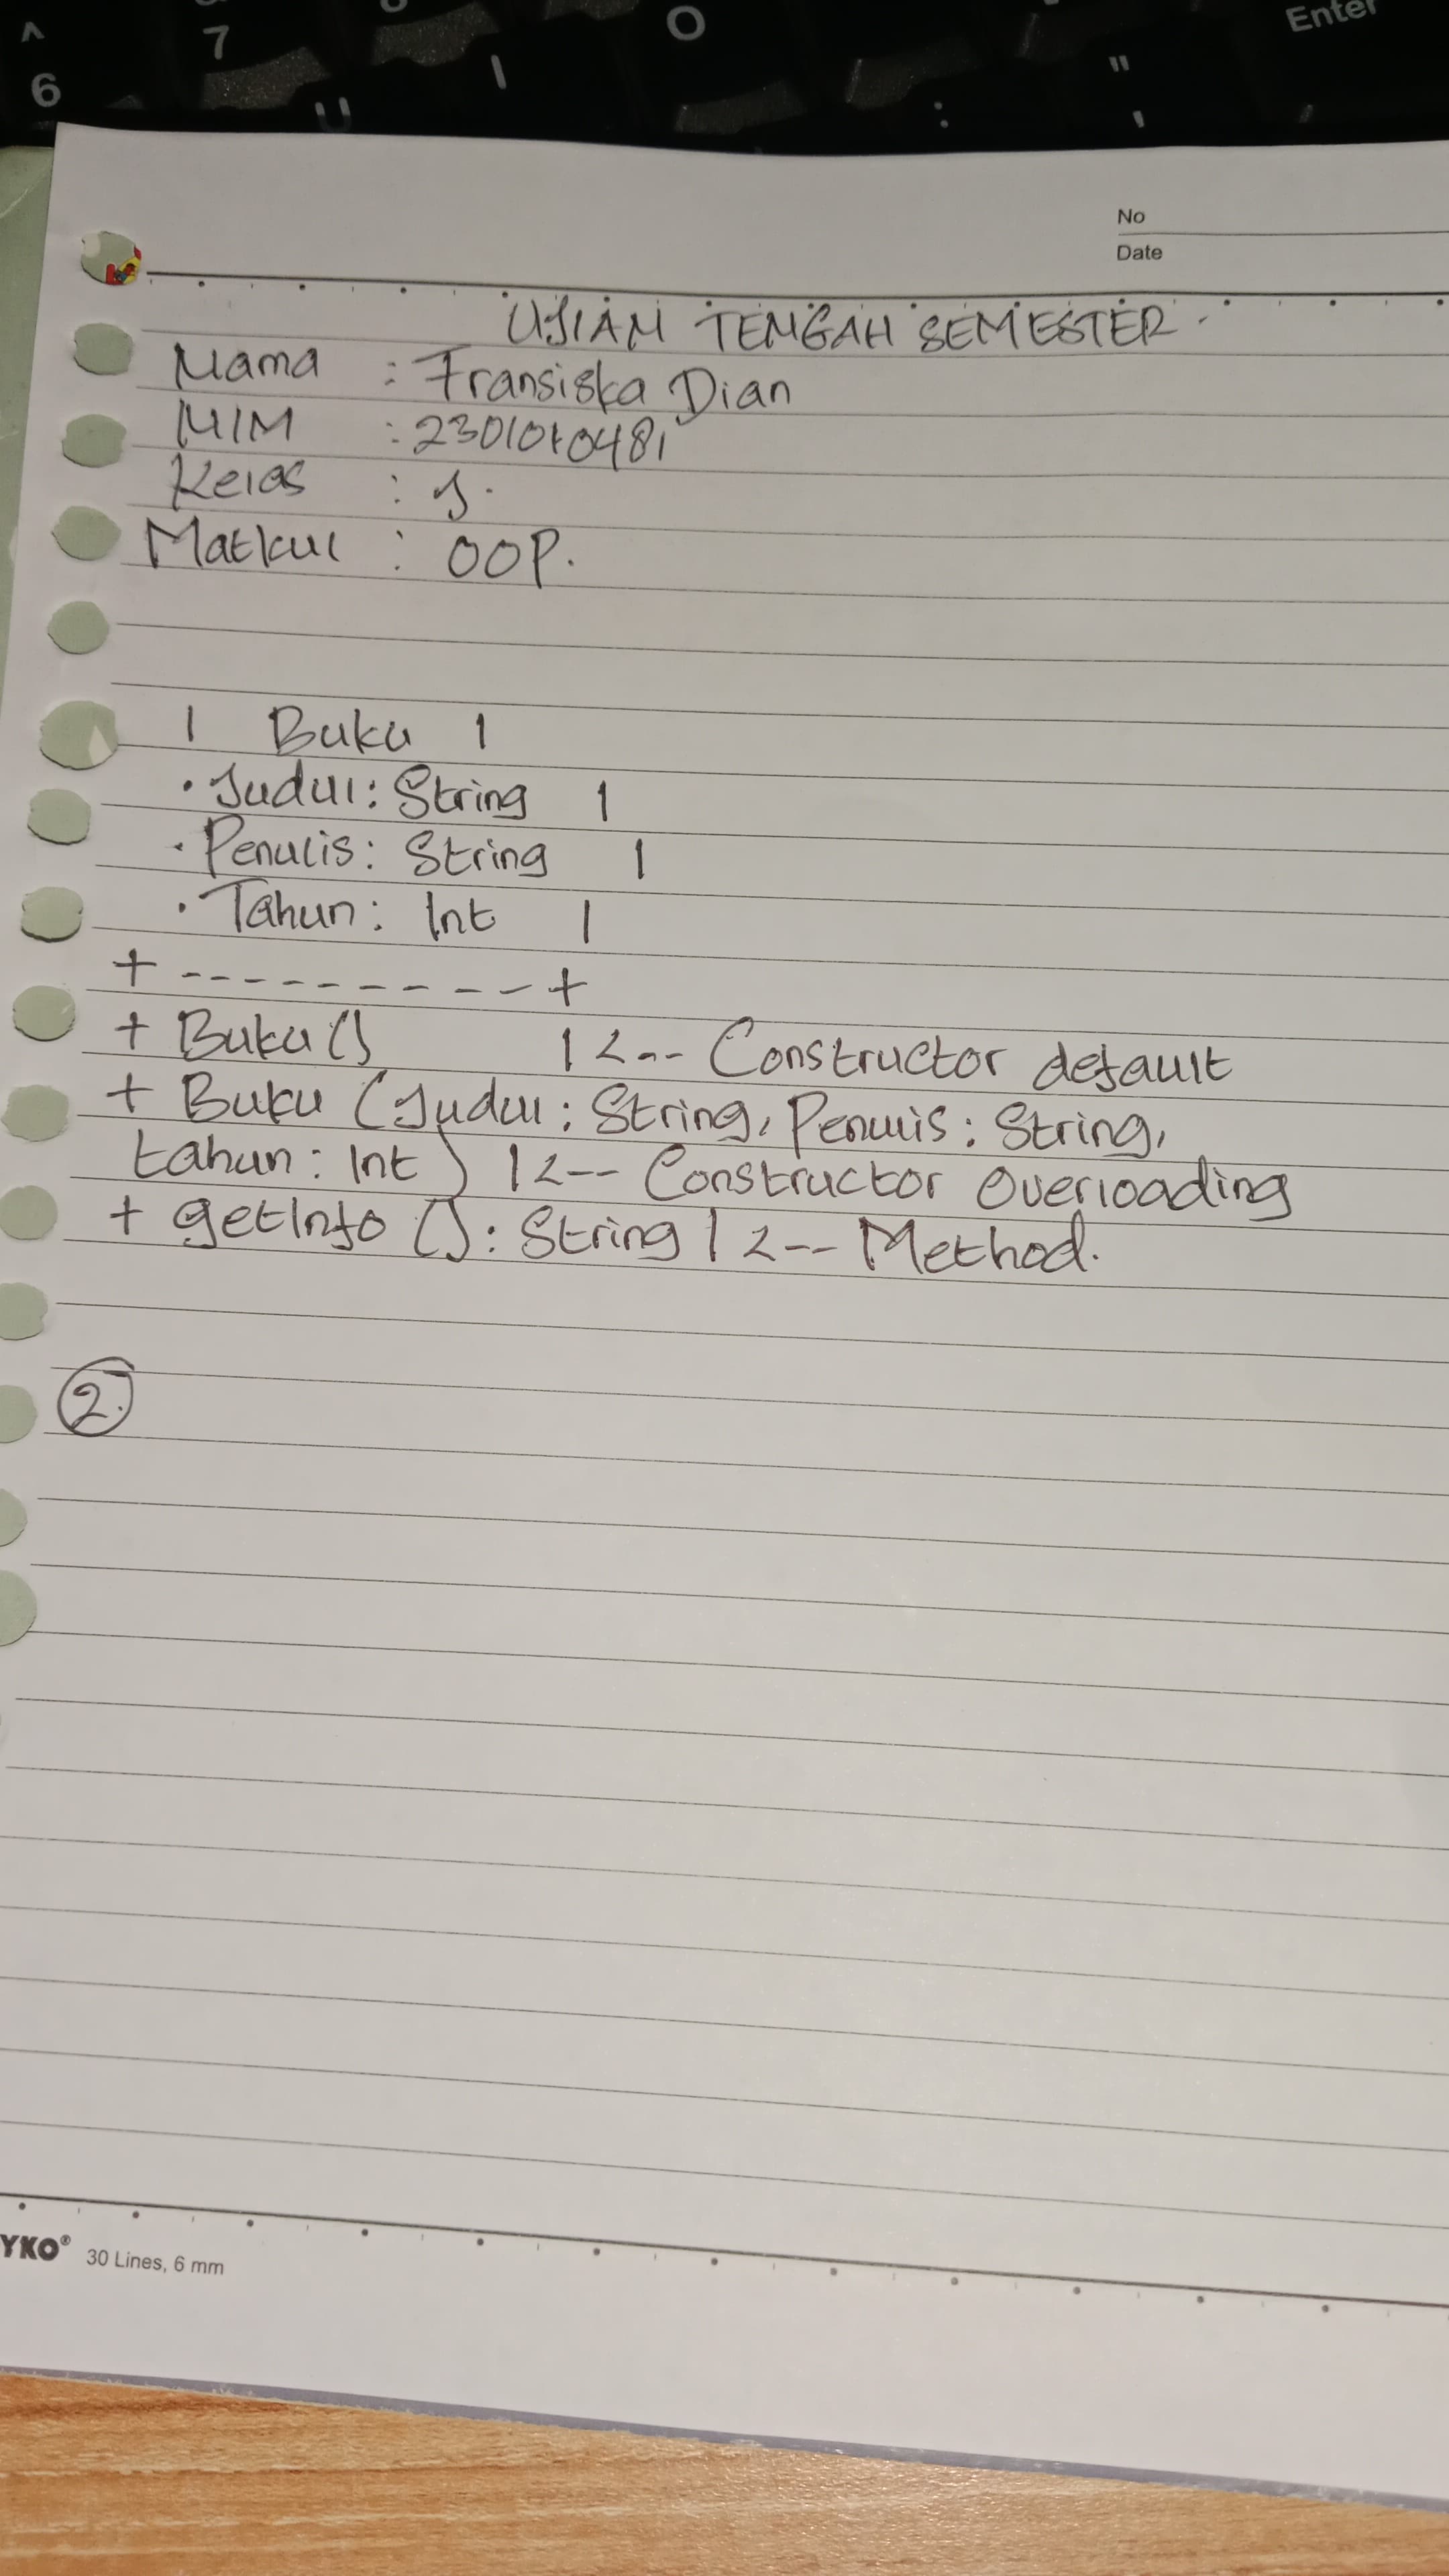 ^
6
7
U
I
O
:
"
'
Enter
No
Date
UJIAN TENGAH SEMESTER.
Nama : Fransiska Dian
NIM : 2301010481
Kelas : J.
Matkul : OOP.
| Buku |
· Judul: String |
· Penulis: String |
· Tahun: Int |
+ --------- +
+ Buku () | <-- Constructor default
+ Buku (Judul: String, Penulis: String,
tahun: Int) | <-- Constructor Overloading
+ getInfo (): String | <-- Method.
2.
YKO® 30 Lines, 6 mm